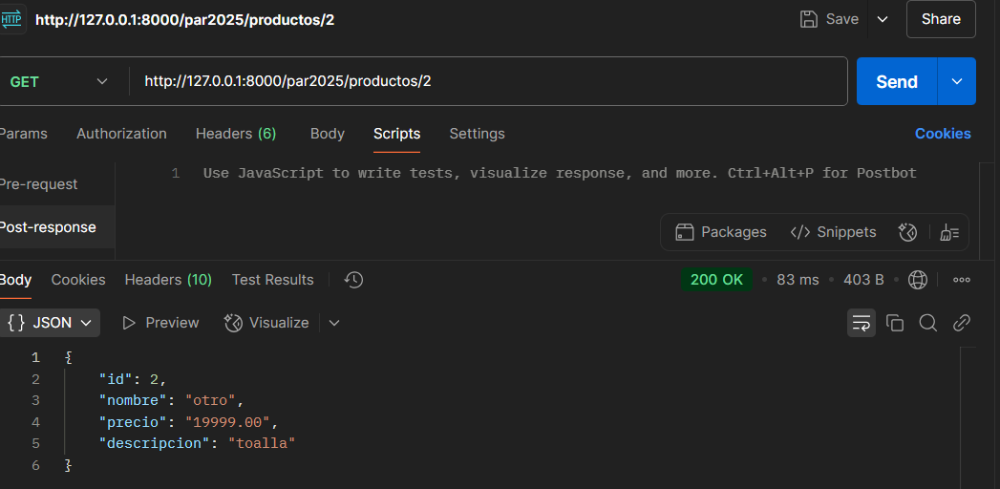 HTTP http://127.0.0.1:8000/par2025/productos/2 Save Share
GET http://127.0.0.1:8000/par2025/productos/2 Send
Params Authorization Headers (6) Body Scripts Settings Cookies
Pre-request
Post-response
1 Use JavaScript to write tests, visualize response, and more. Ctrl+Alt+P for Postbot
Packages </> Snippets
Body Cookies Headers (10) Test Results 200 OK • 83 ms • 403 B •
{} JSON Preview Visualize
1 {
2 "id": 2,
3 "nombre": "otro",
4 "precio": "19999.00",
5 "descripcion": "toalla"
6 }